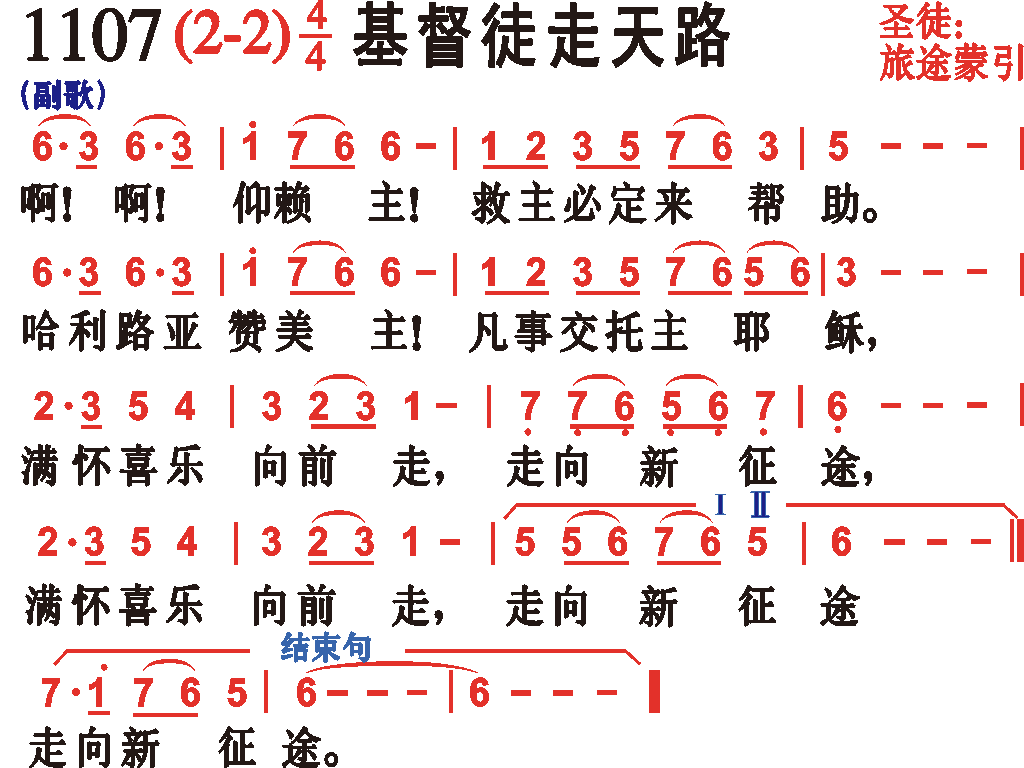 1107 (2-2) 4/4 基督徒走天路
圣徒:
旅途蒙引
(副歌)
6·3 6·3 | 1 7 6 6 – | 1 2 3 5 7 6 3 | 5 – – – |
啊! 啊! 仰赖 主! 救主必定来 帮 助。
6·3 6·3 | 1 7 6 6 – | 1 2 3 5 7 6 5 6 | 3 – – – |
哈利路亚 赞美 主! 凡事交托主 耶 稣,
2·3 5 4 | 3 2 3 1 – | 7 7 6 5 6 7 | 6 – – – |
满怀喜乐 向前 走, 走向 新 征 途,
I II
2·3 5 4 | 3 2 3 1 – | 5 5 6 7 6 5 | 6 – – – ‖
满怀喜乐 向前 走, 走向 新 征 途
结束句
7·1 7 6 5 | 6 – – – | 6 – – – ‖
走向新 征 途。